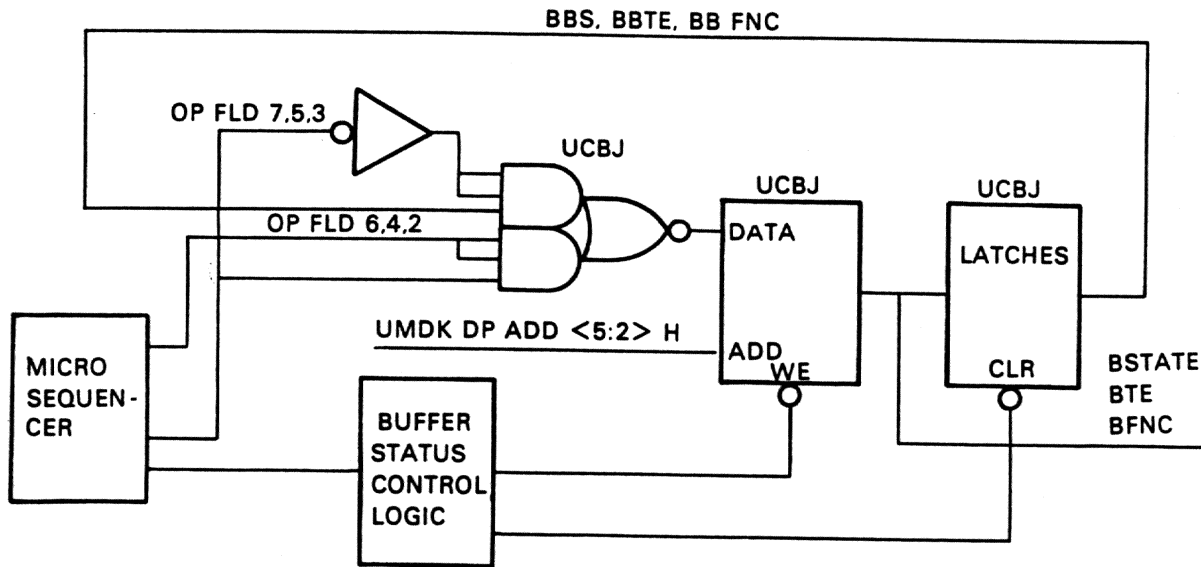 BBS, BBTE, BB FNC
OP FLD 7,5,3
UCBJ
UCBJ
UCBJ
OP FLD 6,4,2
DATA
LATCHES
UMDK DP ADD <5:2> H
ADD
WE
CLR
MICRO
SEQUEN-
CER
BUFFER
STATUS
CONTROL
LOGIC
BSTATE
BTE
BFNC